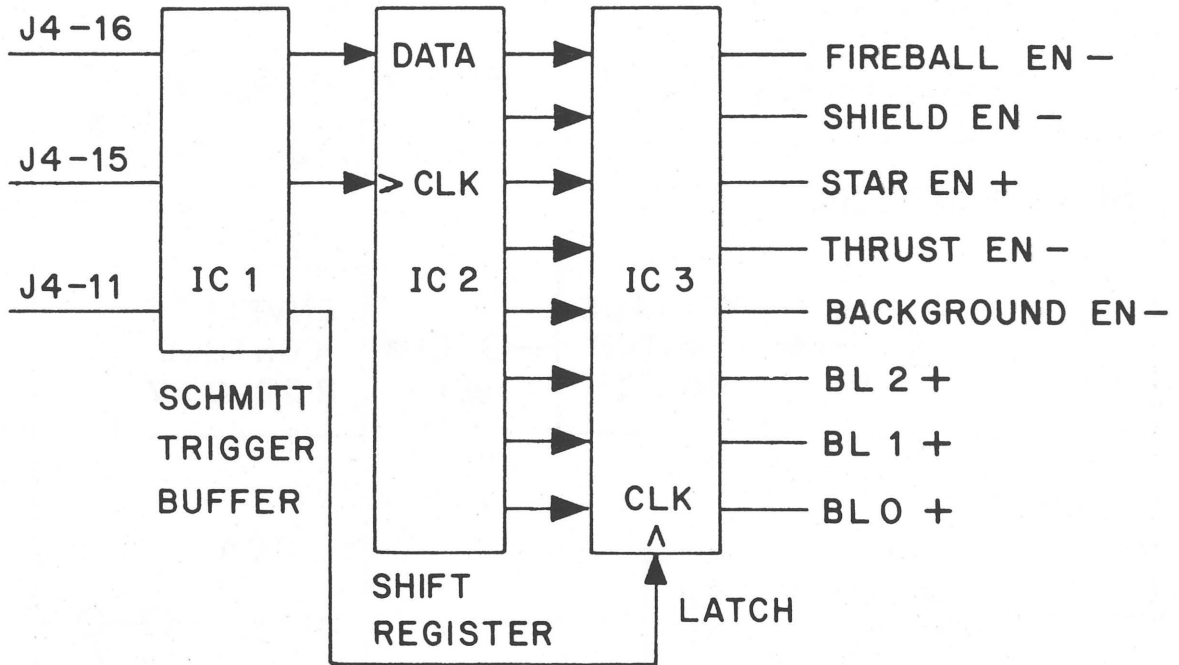 J4-16
J4-15
J4-11
IC 1
SCHMITT
TRIGGER
BUFFER
DATA
> CLK
IC 2
SHIFT
REGISTER
IC 3
CLK
LATCH
FIREBALL EN -
SHIELD EN -
STAR EN +
THRUST EN -
BACKGROUND EN -
BL 2 +
BL 1 +
BL 0 +